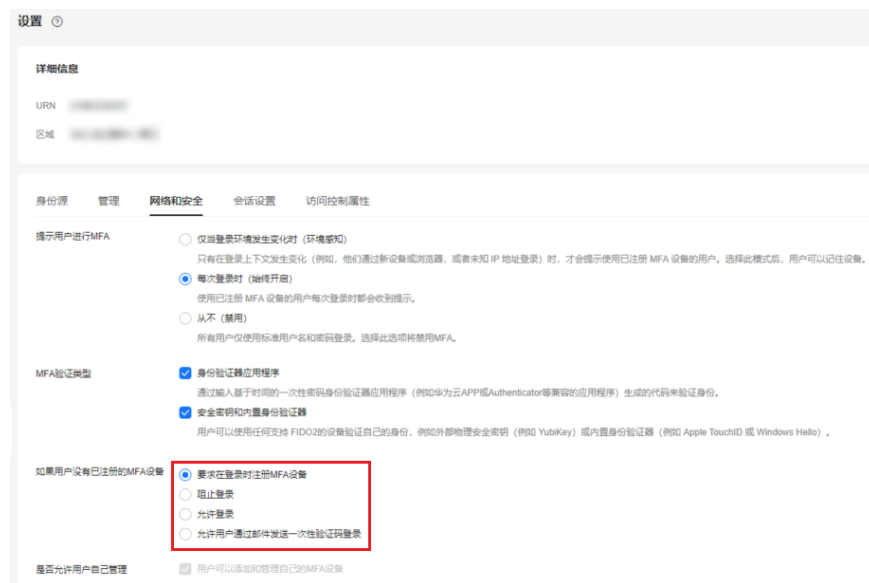 设置
详细信息
URN
区域
身份源 管理 网络和安全 会话设置 访问控制属性
提示用户进行MFA
仅当登录环境发生变化时（环境感知）
只有在登录上下文发生变化（例如，他们通过新设备或浏览器，或者未知 IP 地址登录）时，才会提示使用已注册 MFA 设备的用户。选择此模式后，用户可以记住设备。
每次登录时（始终开启）
使用已注册 MFA 设备的用户每次登录时都会收到提示。
从不（禁用）
所有用户仅使用标准用户名和密码登录。选择此选项将禁用MFA。
MFA验证类型
身份验证器应用程序
通过输入基于时间的一次性密码身份验证器应用程序（例如华为云APP或Authenticator等兼容的应用程序）生成的代码来验证身份。
安全密钥和内置身份验证器
用户可以使用任何支持 FIDO2的设备验证自己的身份，例如外部物理安全密钥（例如 YubiKey）或内置身份验证器（例如 Apple TouchID 或 Windows Hello）。
如果用户没有已注册的MFA设备
要求在登录时注册MFA设备
阻止登录
允许登录
允许用户通过邮件发送一次性验证码登录
是否允许用户自己管理
用户可以添加和管理自己的MFA设备